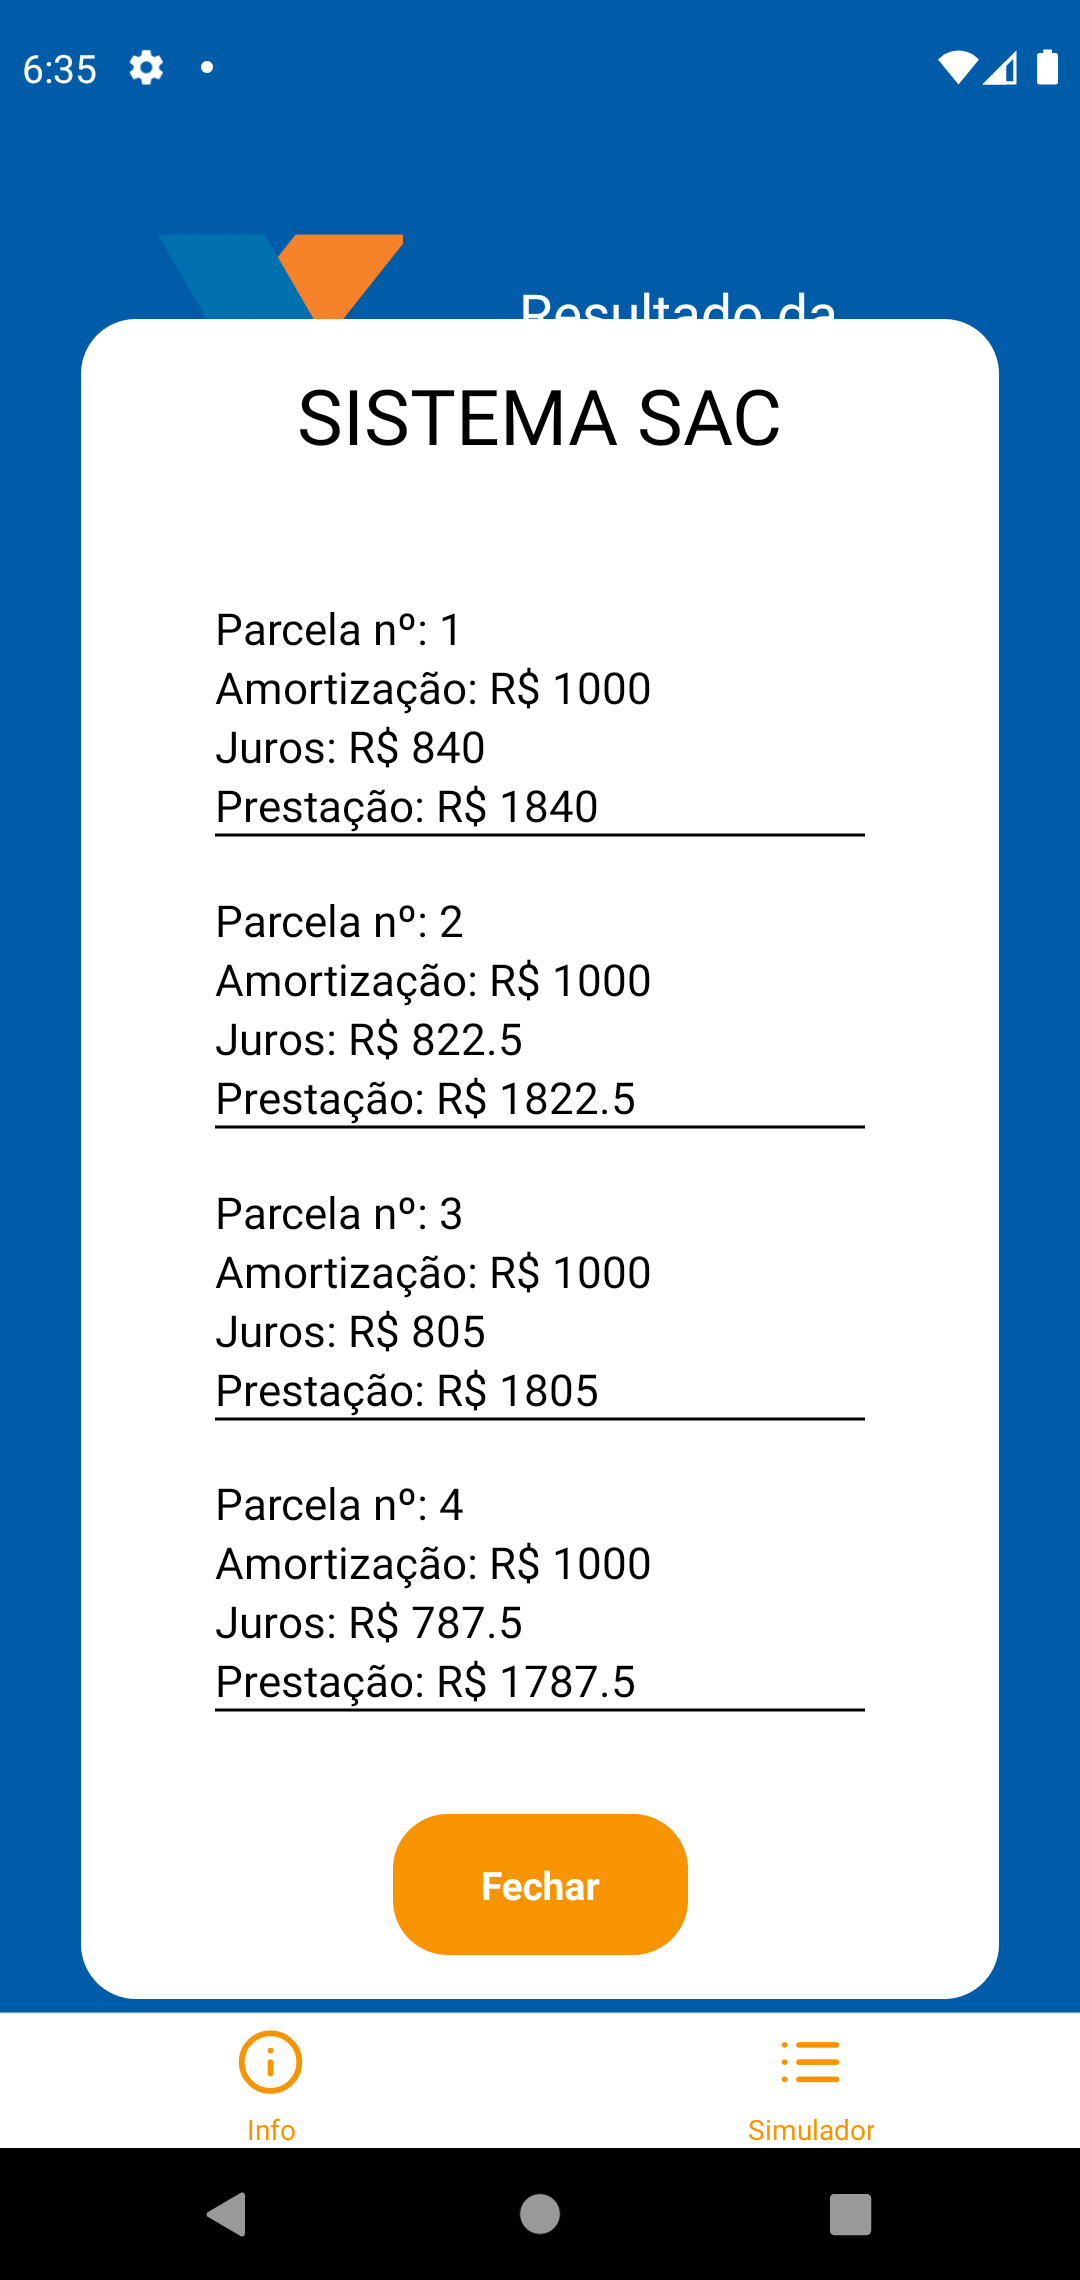 6:35
Resultado da
SISTEMA SAC
Parcela nº: 1
Amortização: R$ 1000
Juros: R$ 840
Prestação: R$ 1840
Parcela nº: 2
Amortização: R$ 1000
Juros: R$ 822.5
Prestação: R$ 1822.5
Parcela nº: 3
Amortização: R$ 1000
Juros: R$ 805
Prestação: R$ 1805
Parcela nº: 4
Amortização: R$ 1000
Juros: R$ 787.5
Prestação: R$ 1787.5
Fechar
Info
Simulador